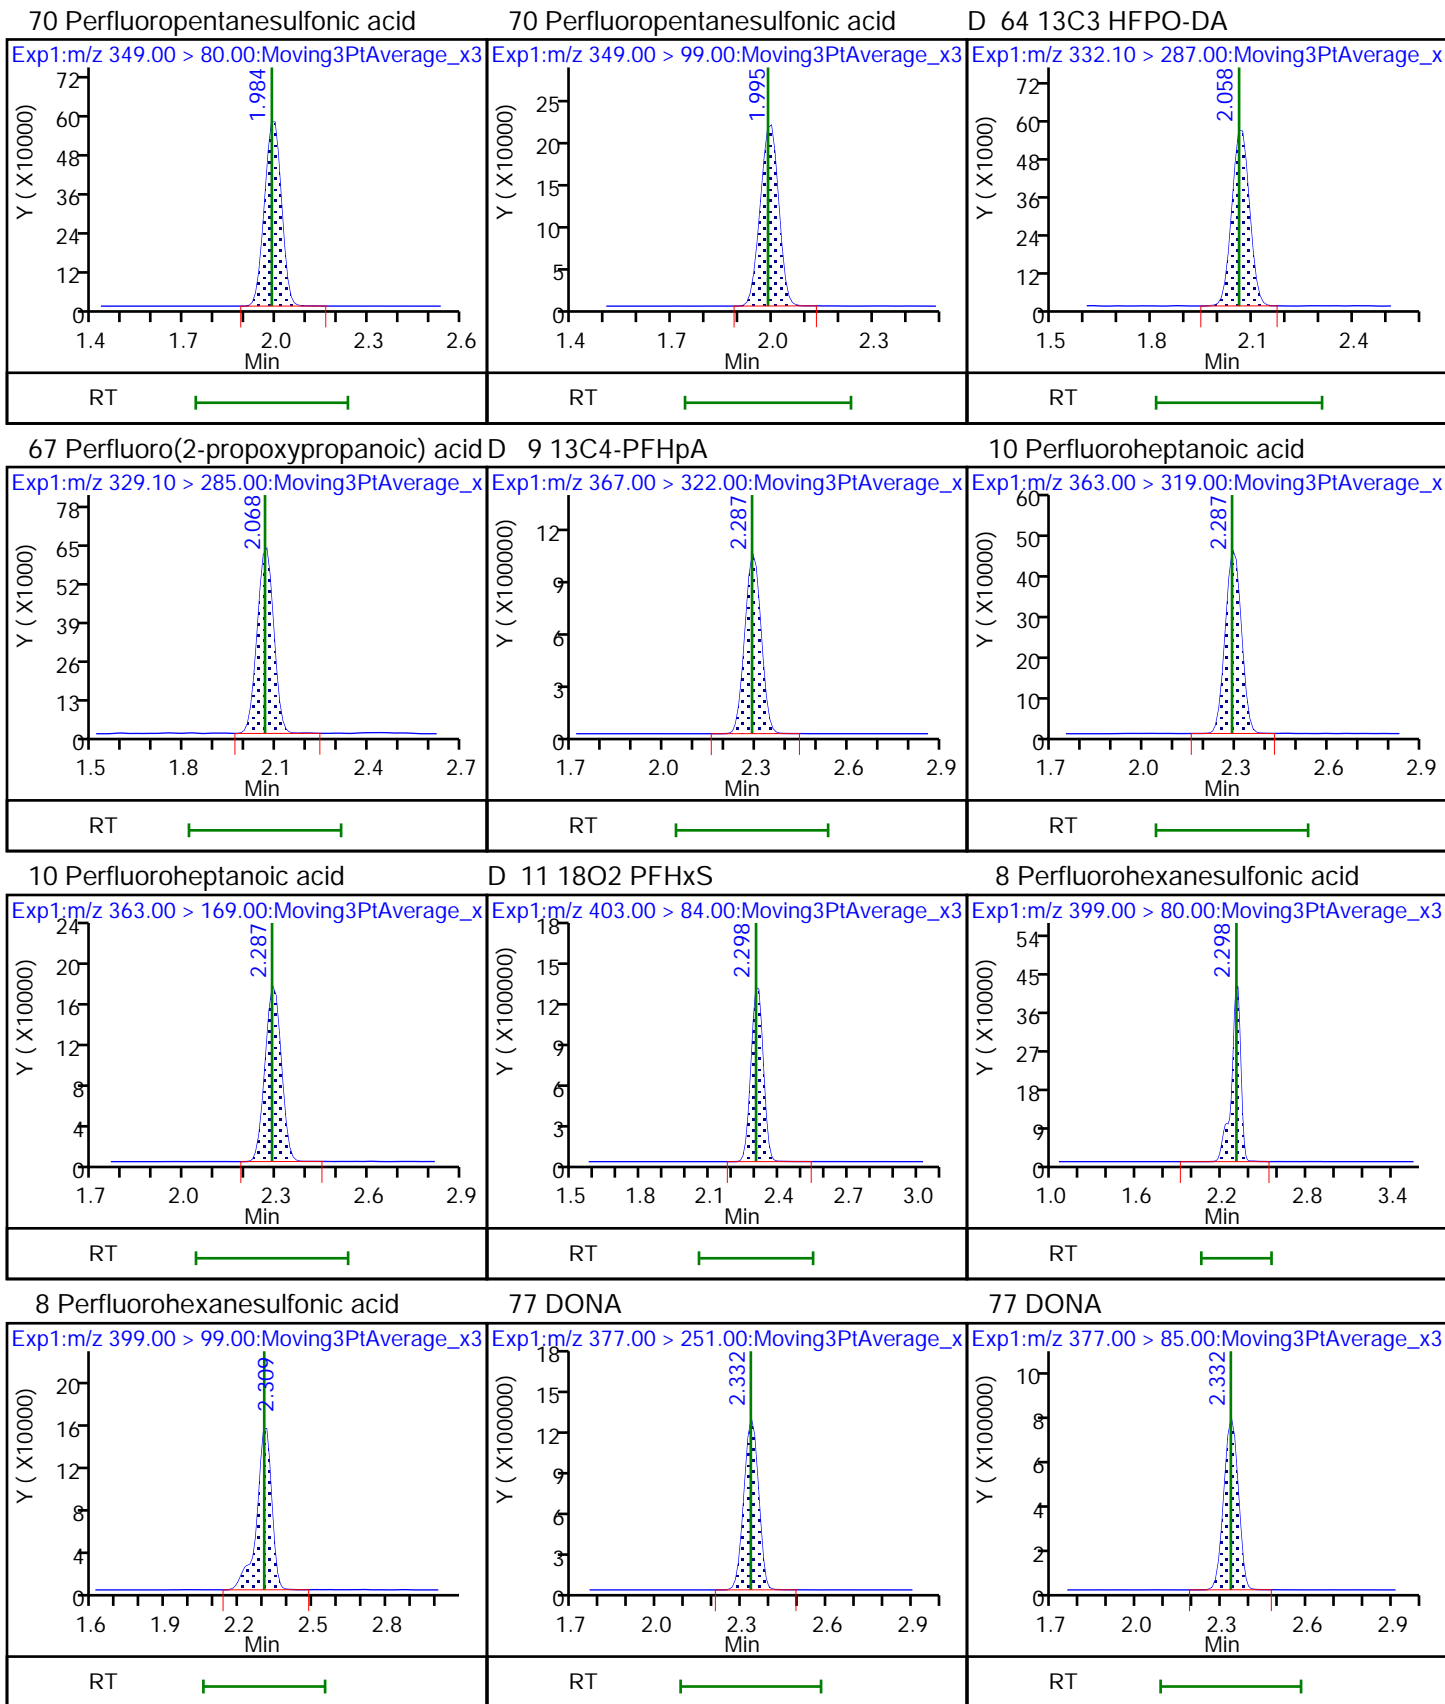 70 Perfluoropentanesulfonic acid
Exp1:m/z 349.00 > 80.00:Moving3PtAverage_x3
Y ( X10000)
72
60
48
36
24
12
0
1.984
1.4 1.7 2.0 2.3 2.6
Min
RT
70 Perfluoropentanesulfonic acid
Exp1:m/z 349.00 > 99.00:Moving3PtAverage_x3
Y ( X10000)
25
20
15
10
5
0
1.995
1.4 1.7 2.0 2.3
Min
RT
D 64 13C3 HFPO-DA
Exp1:m/z 332.10 > 287.00:Moving3PtAverage_x
Y ( X1000)
72
60
48
36
24
12
0
2.058
1.5 1.8 2.1 2.4
Min
RT
67 Perfluoro(2-propoxypropanoic) acid
Exp1:m/z 329.10 > 285.00:Moving3PtAverage_x
Y ( X1000)
78
65
52
39
26
13
0
2.068
1.5 1.8 2.1 2.4 2.7
Min
RT
D 9 13C4-PFHpA
Exp1:m/z 367.00 > 322.00:Moving3PtAverage_x
Y ( X100000)
12
9
6
3
0
2.287
1.7 2.0 2.3 2.6 2.9
Min
RT
10 Perfluoroheptanoic acid
Exp1:m/z 363.00 > 319.00:Moving3PtAverage_x
Y ( X10000)
60
50
40
30
20
10
0
2.287
1.7 2.0 2.3 2.6 2.9
Min
RT
10 Perfluoroheptanoic acid
Exp1:m/z 363.00 > 169.00:Moving3PtAverage_x
Y ( X10000)
24
20
16
12
8
4
0
2.287
1.7 2.0 2.3 2.6 2.9
Min
RT
D 11 18O2 PFHxS
Exp1:m/z 403.00 > 84.00:Moving3PtAverage_x3
Y ( X100000)
18
15
12
9
6
3
0
2.298
1.5 1.8 2.1 2.4 2.7 3.0
Min
RT
8 Perfluorohexanesulfonic acid
Exp1:m/z 399.00 > 80.00:Moving3PtAverage_x3
Y ( X10000)
54
45
36
27
18
9
0
2.298
1.0 1.6 2.2 2.8 3.4
Min
RT
8 Perfluorohexanesulfonic acid
Exp1:m/z 399.00 > 99.00:Moving3PtAverage_x3
Y ( X10000)
20
16
12
8
4
0
2.309
1.6 1.9 2.2 2.5 2.8
Min
RT
77 DONA
Exp1:m/z 377.00 > 251.00:Moving3PtAverage_x
Y ( X100000)
18
15
12
9
6
3
0
2.332
1.7 2.0 2.3 2.6 2.9
Min
RT
77 DONA
Exp1:m/z 377.00 > 85.00:Moving3PtAverage_x3
Y ( X100000)
10
8
6
4
2
0
2.332
1.7 2.0 2.3 2.6 2.9
Min
RT